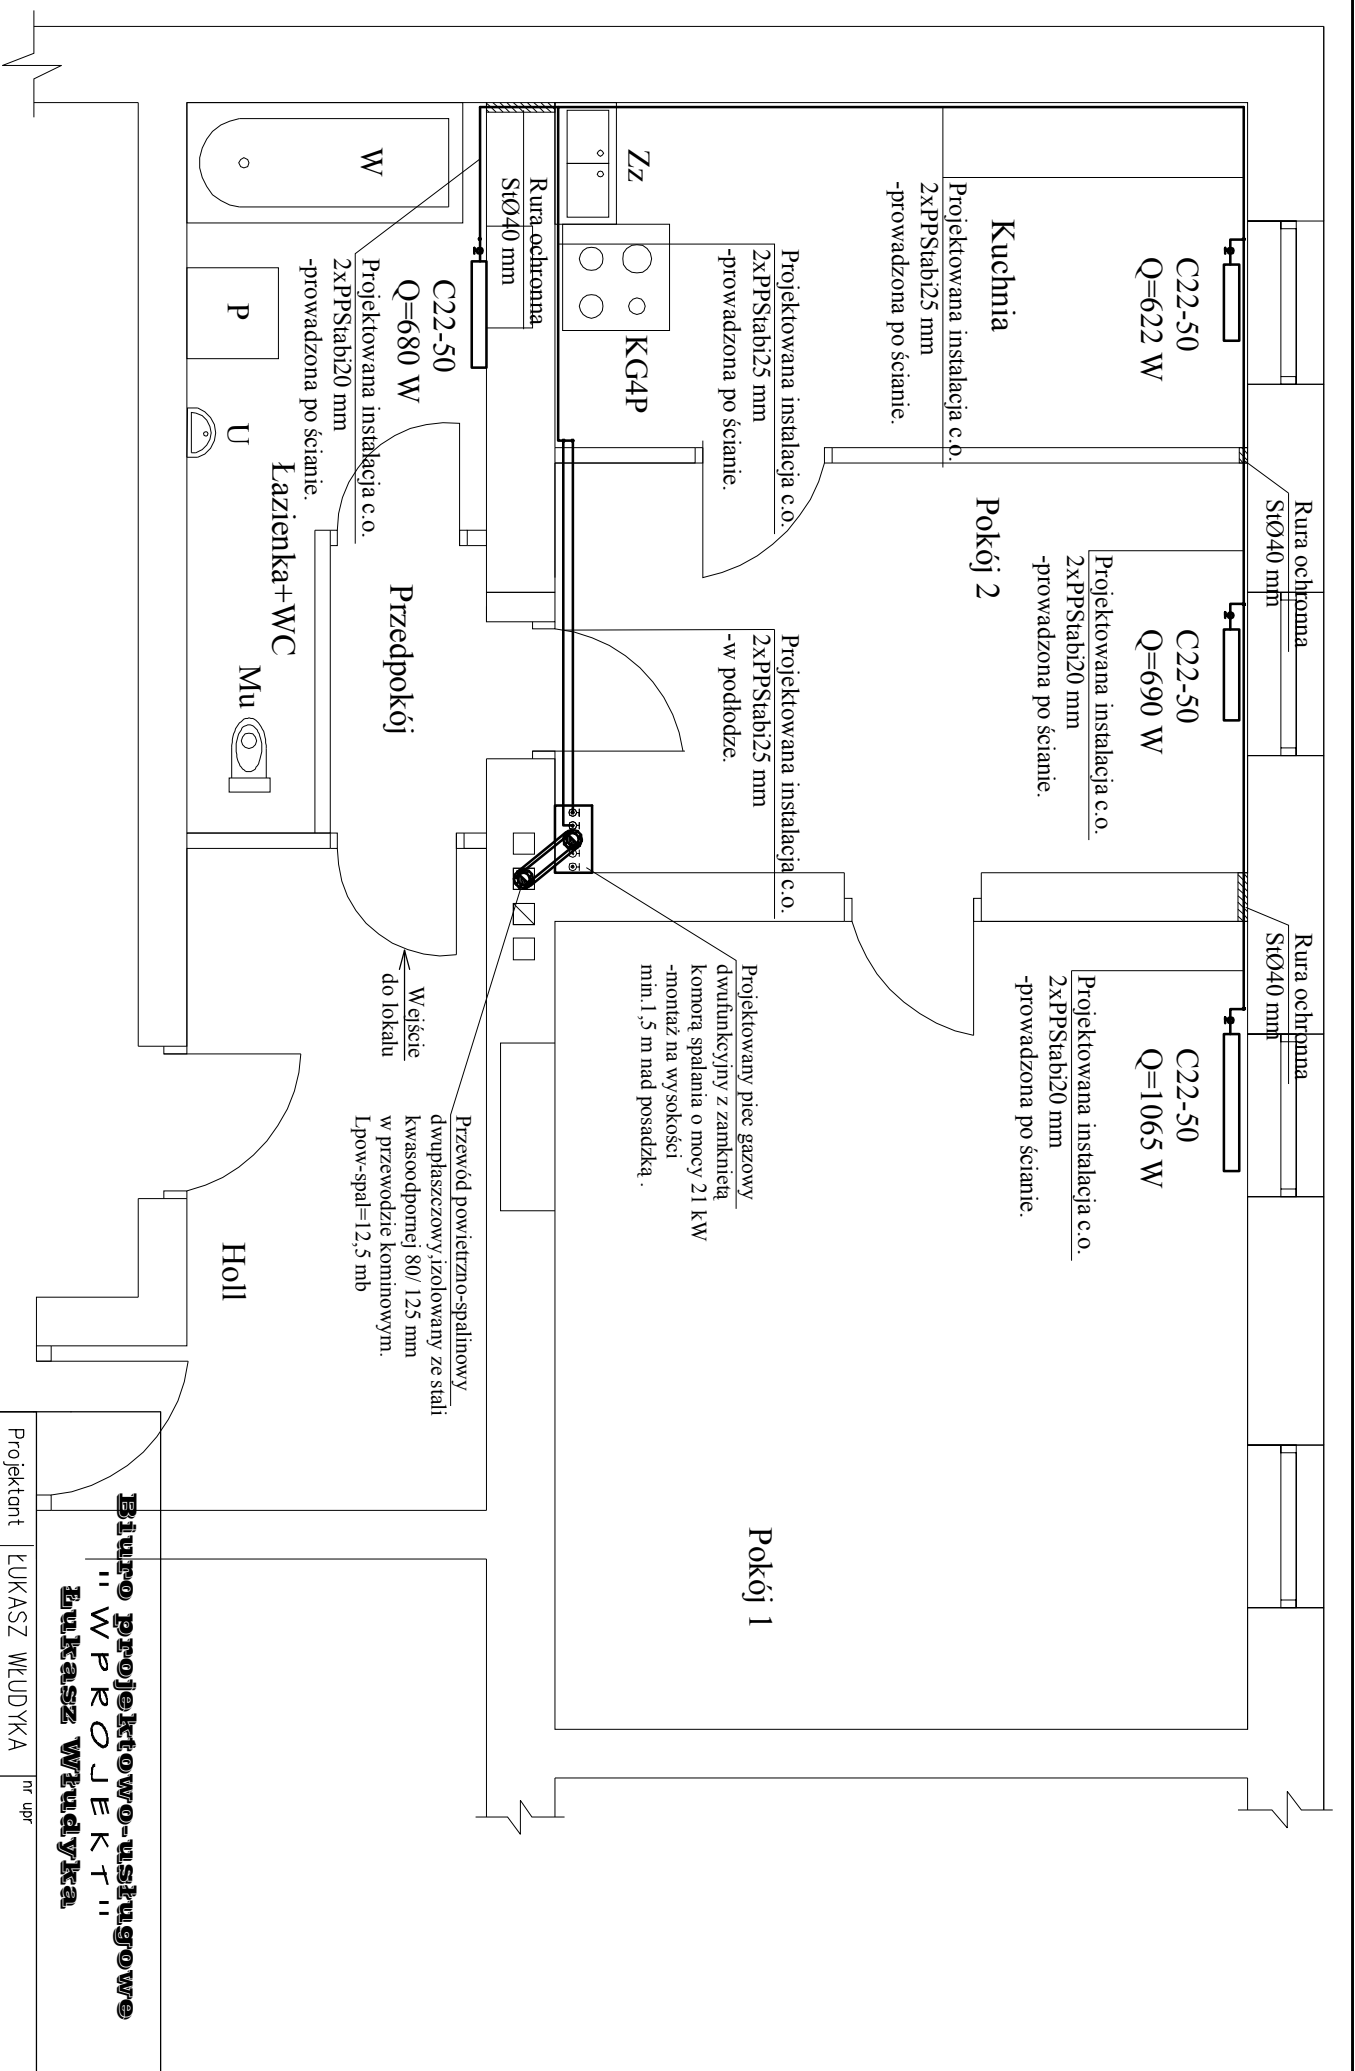 Rura ochronna
StØ40 mm
Rura ochronna
StØ40 mm
C22-50
Q=622 W
C22-50
Q=690 W
C22-50
Q=1065 W
Projektowana instalacja c.o.
2xPPStabi20 mm
-prowadzona po ścianie.
Projektowana instalacja c.o.
2xPPStabi20 mm
-prowadzona po ścianie.
Kuchnia
Pokój 2
Projektowana instalacja c.o.
2xPPStabi25 mm
-prowadzona po ścianie.
Projektowana instalacja c.o.
2xPPStabi25 mm
-prowadzona po ścianie.
Projektowana instalacja c.o.
2xPPStabi25 mm
-w podłodze.
Pokój 1
Projektowany piec gazowy
dwufunkcyjny z zamkniętą
komorą spalania o mocy 21 kW
-montaż na wysokości
min.1,5 m nad posadzką .
Zz
KG4P
Rura ochronna
StØ40 mm
C22-50
Q=680 W
Przewód powietrzno-spalinowy
dwupłaszczowy,izolowany ze stali
kwasoodpornej 80/ 125 mm
w przewodzie kominowym.
Lpow-spal=12,5 mb
Wejście
do lokalu
Przedpokój
W
Projektowana instalacja c.o.
2xPPStabi20 mm
-prowadzona po ścianie.
Łazienka+WC
P
U
Mu
Holl
Biuro projektowo-usługowe
" W P R O J E K T "
Łukasz Włudyka
Projektant ŁUKASZ WŁUDYKA nr upr